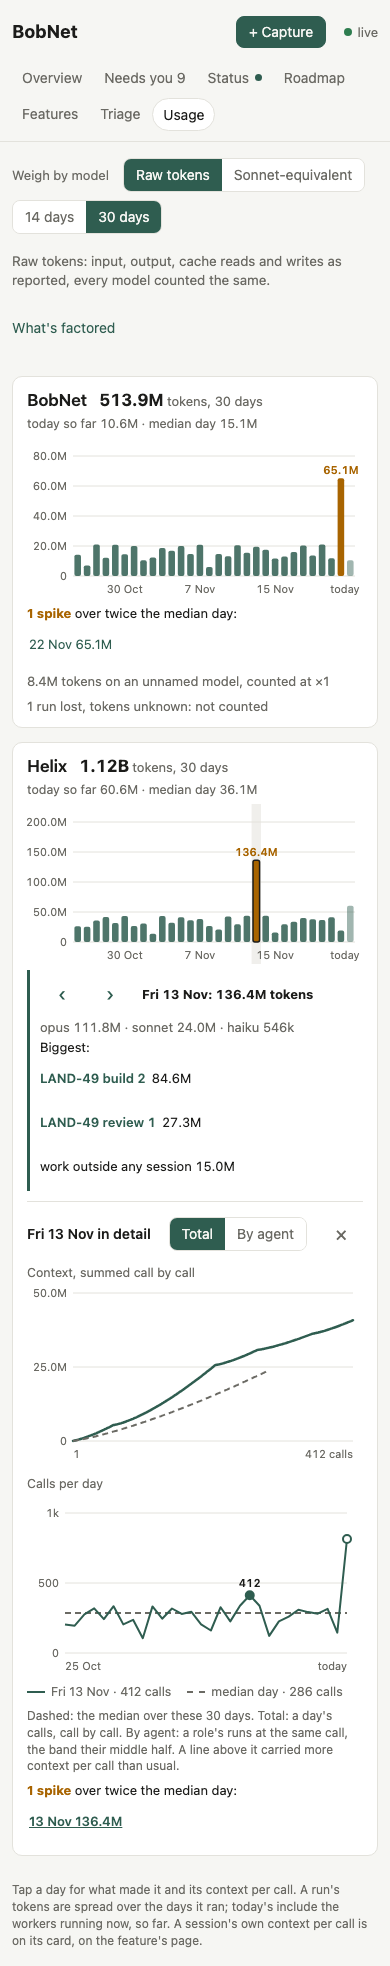 BobNet
+ Capture
live
Overview
Needs you 9
Status
Roadmap
Features
Triage
Usage
Weigh by model
Raw tokens
Sonnet-equivalent
14 days
30 days
Raw tokens: input, output, cache reads and writes as
reported, every model counted the same.
What's factored
BobNet 513.9M tokens, 30 days
today so far 10.6M · median day 15.1M
80.0M
65.1M
60.0M
40.0M
20.0M
0
30 Oct
7 Nov
15 Nov
today
1 spike over twice the median day:
22 Nov 65.1M
8.4M tokens on an unnamed model, counted at ×1
1 run lost, tokens unknown: not counted
Helix 1.12B tokens, 30 days
today so far 60.6M · median day 36.1M
200.0M
150.0M
136.4M
100.0M
50.0M
0
30 Oct
7 Nov
15 Nov
today
‹ › Fri 13 Nov: 136.4M tokens
opus 111.8M · sonnet 24.0M · haiku 546k
Biggest:
LAND-49 build 2 84.6M
LAND-49 review 1 27.3M
work outside any session 15.0M
Fri 13 Nov in detail
Total
By agent
×
Context, summed call by call
50.0M
25.0M
0
1
412 calls
Calls per day
1k
500
412
0
25 Oct
today
Fri 13 Nov · 412 calls
median day · 286 calls
Dashed: the median over these 30 days. Total: a day's
calls, call by call. By agent: a role's runs at the same call,
the band their middle half. A line above it carried more
context per call than usual.
1 spike over twice the median day:
13 Nov 136.4M
Tap a day for what made it and its context per call. A run's
tokens are spread over the days it ran; today's include the
workers running now, so far. A session's own context per call is
on its card, on the feature's page.